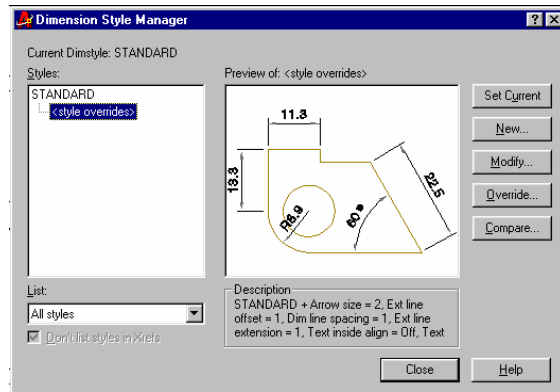 Dimension Style Manager
Current Dimstyle: STANDARD
Styles:
STANDARD
<style overrides>
Preview of: <style overrides>
11.3
13.3
22.5
R8.9
Set Current
New...
Modify...
Override...
Compare...
List:
All styles
Don't list styles in Xrefs
Description
STANDARD + Arrow size = 2, Ext line
offset = 1, Dim line spacing = 1, Ext line
extension = 1, Text inside align = Off, Text
Close
Help